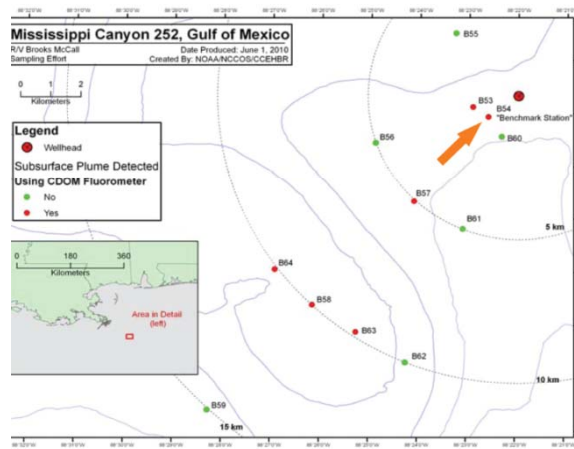 Mississippi Canyon 252, Gulf of Mexico
R/V Brooks McCall
Date Produced: June 1, 2010
Sampling Effort
Created By: NOAA/NCCOS/CCEHBR
0 1 2
Kilometers
Legend
Wellhead
Subsurface Plume Detected
Using CDOM Fluorometer
No
Yes
B55
B53
B54
"Benchmark Station"
B60
B56
B57
B61
5 km
B64
B58
B63
B62
10 km
B59
15 km
0 180 360
Kilometers
Area in Detail
(left)